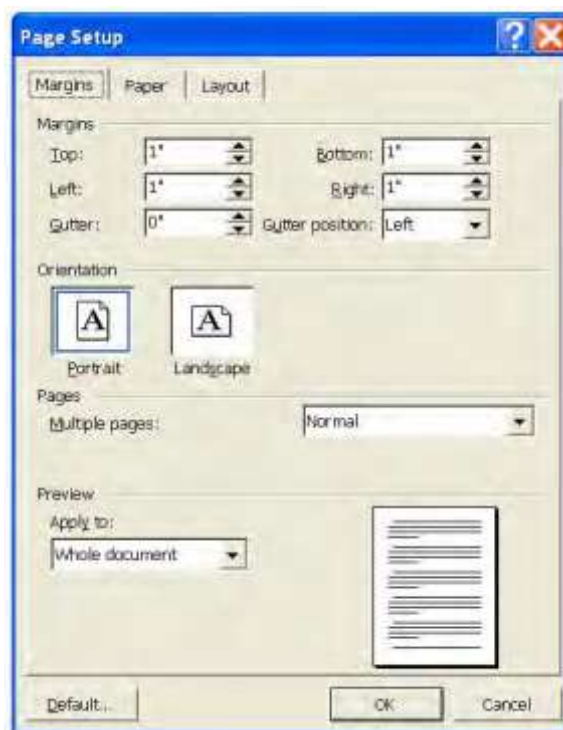 Page Setup
Margins Paper Layout
Margins
Top: 1" Bottom: 1"
Left: 1" Right: 1"
Gutter: 0" Gutter position: Left
Orientation
A A
Portrait Landscape
Pages
Multiple pages: Normal
Preview
Apply to:
Whole document
Default... OK Cancel